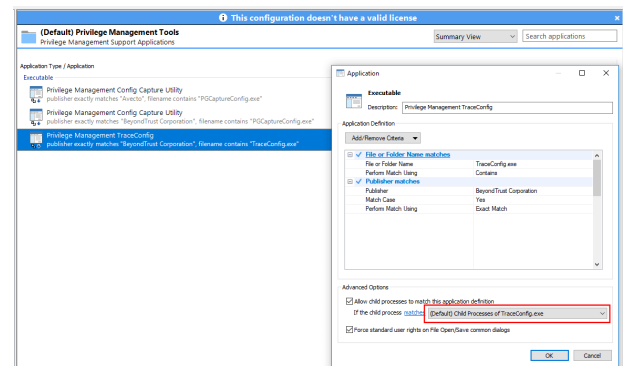 This configuration doesn't have a valid license
(Default) Privilege Management Tools
Privilege Management Support Applications
Summary View
Search applications
Application Type / Application
Executable
Privilege Management Config Capture Utility
publisher exactly matches "Avecto", filename contains "PGCaptureConfig.exe"
Privilege Management Config Capture Utility
publisher exactly matches "BeyondTrust Corporation", filename contains "PGCaptureConfig.exe"
Privilege Management TraceConfig
publisher exactly matches "BeyondTrust Corporation", filename contains "TraceConfig.exe"
Application
Executable
Description: Privilege Management TraceConfig
Application Definition
Add/Remove Criteria
File or Folder Name matches
File or Folder Name TraceConfig.exe
Perform Match Using Contains
Publisher matches
Publisher BeyondTrust Corporation
Match Case Yes
Perform Match Using Exact Match
Advanced Options
Allow child processes to match this application definition
If the child process matches (Default) Child Processes of TraceConfig.exe
Force standard user rights on File Open/Save common dialogs
OK Cancel